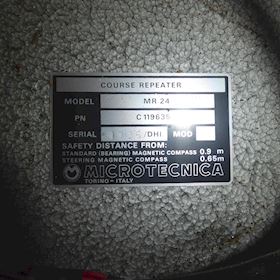 COURSE REPEATER
MODEL MR 24
PN C119635
SERIAL /DHI MOD
SAFETY DISTANCE FROM:
STANDARD (BEARING) MAGNETIC COMPASS 0.9 m
STEERING MAGNETIC COMPASS 0.65m
MICROTECNICA
TORINO - ITALY